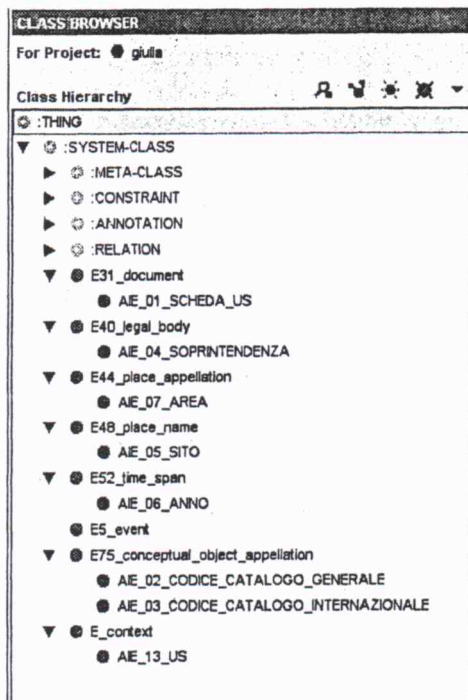 CLASS BROWSER
For Project: giulia
Class Hierarchy
:THING
:SYSTEM-CLASS
:META-CLASS
:CONSTRAINT
:ANNOTATION
:RELATION
E31_document
AIE_01_SCHEDA_US
E40_legal_body
AIE_04_SOPRINTENDENZA
E44_place_appellation
AIE_07_AREA
E48_place_name
AIE_05_SITO
E52_time_span
AIE_06_ANNO
E5_event
E75_conceptual_object_appellation
AIE_02_CODICE_CATALOGO_GENERALE
AIE_03_CODICE_CATALOGO_INTERNAZIONALE
E_context
AIE_13_US